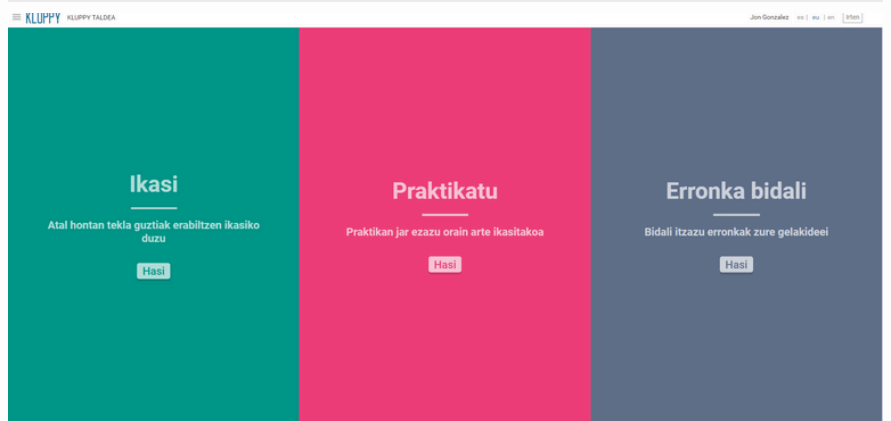 KLUPPY KLUPPY TALDEA
Jon Gonzalez es | eu | en Irten
Ikasi
Atal hontan tekla guztiak erabiltzen ikasiko
duzu
Hasi
Praktikatu
Praktikan jar ezazu orain arte ikasitakoa
Hasi
Erronka bidali
Bidali itzazu erronkak zure gelakideei
Hasi